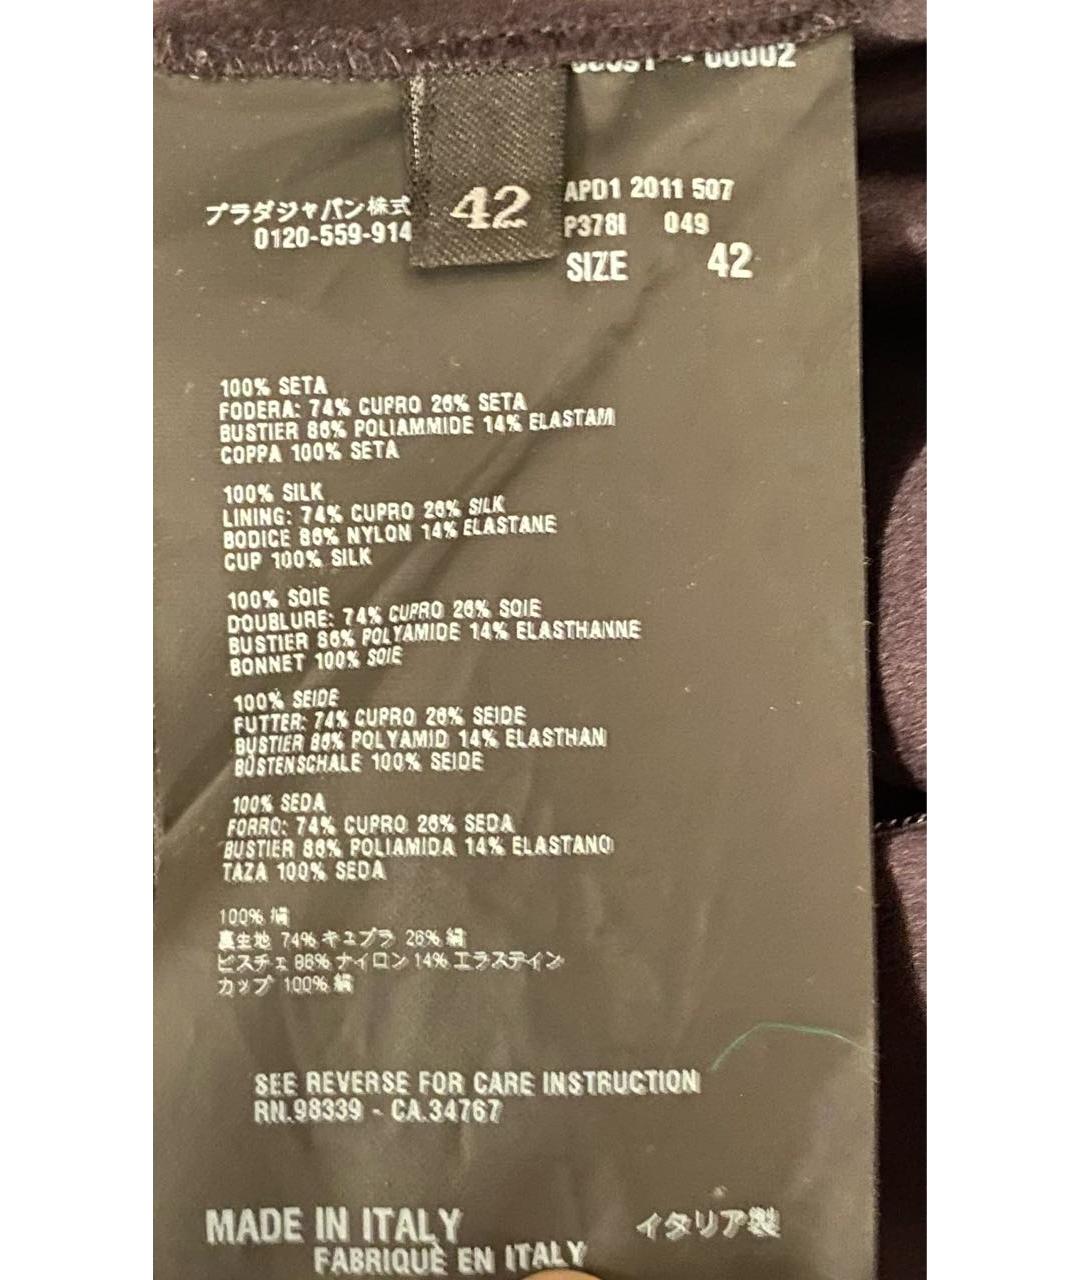 - 00002
プラダジャパン株式
0120-559-914
42
APD1 2011 507
P378I 049
SIZE 42
100% SETA
FODERA: 74% CUPRO 26% SETA
BUSTIER 86% POLIAMMIDE 14% ELASTAM
COPPA 100% SETA
100% SILK
LINING: 74% CUPRO 26% SILK
BODICE 86% NYLON 14% ELASTANE
CUP 100% SILK
100% SOIE
DOUBLURE: 74% CUPRO 26% SOIE
BUSTIER 86% POLYAMIDE 14% ELASTHANNE
BONNET 100% SOIE
100% SEIDE
FUTTER: 74% CUPRO 26% SEIDE
BUSTIER 86% POLYAMID 14% ELASTHAN
BÜSTENSCHALE 100% SEIDE
100% SEDA
FORRO: 74% CUPRO 26% SEDA
BUSTIER 86% POLIAMIDA 14% ELASTANO
TAZA 100% SEDA
100% 絹
裏生地 74% キュプラ 26% 絹
ビスチェ 86% ナイロン 14% エラスティン
カップ 100% 絹
SEE REVERSE FOR CARE INSTRUCTION
RN.98339 - CA.34767
MADE IN ITALY イタリア製
FABRIQUÈ EN ITALY